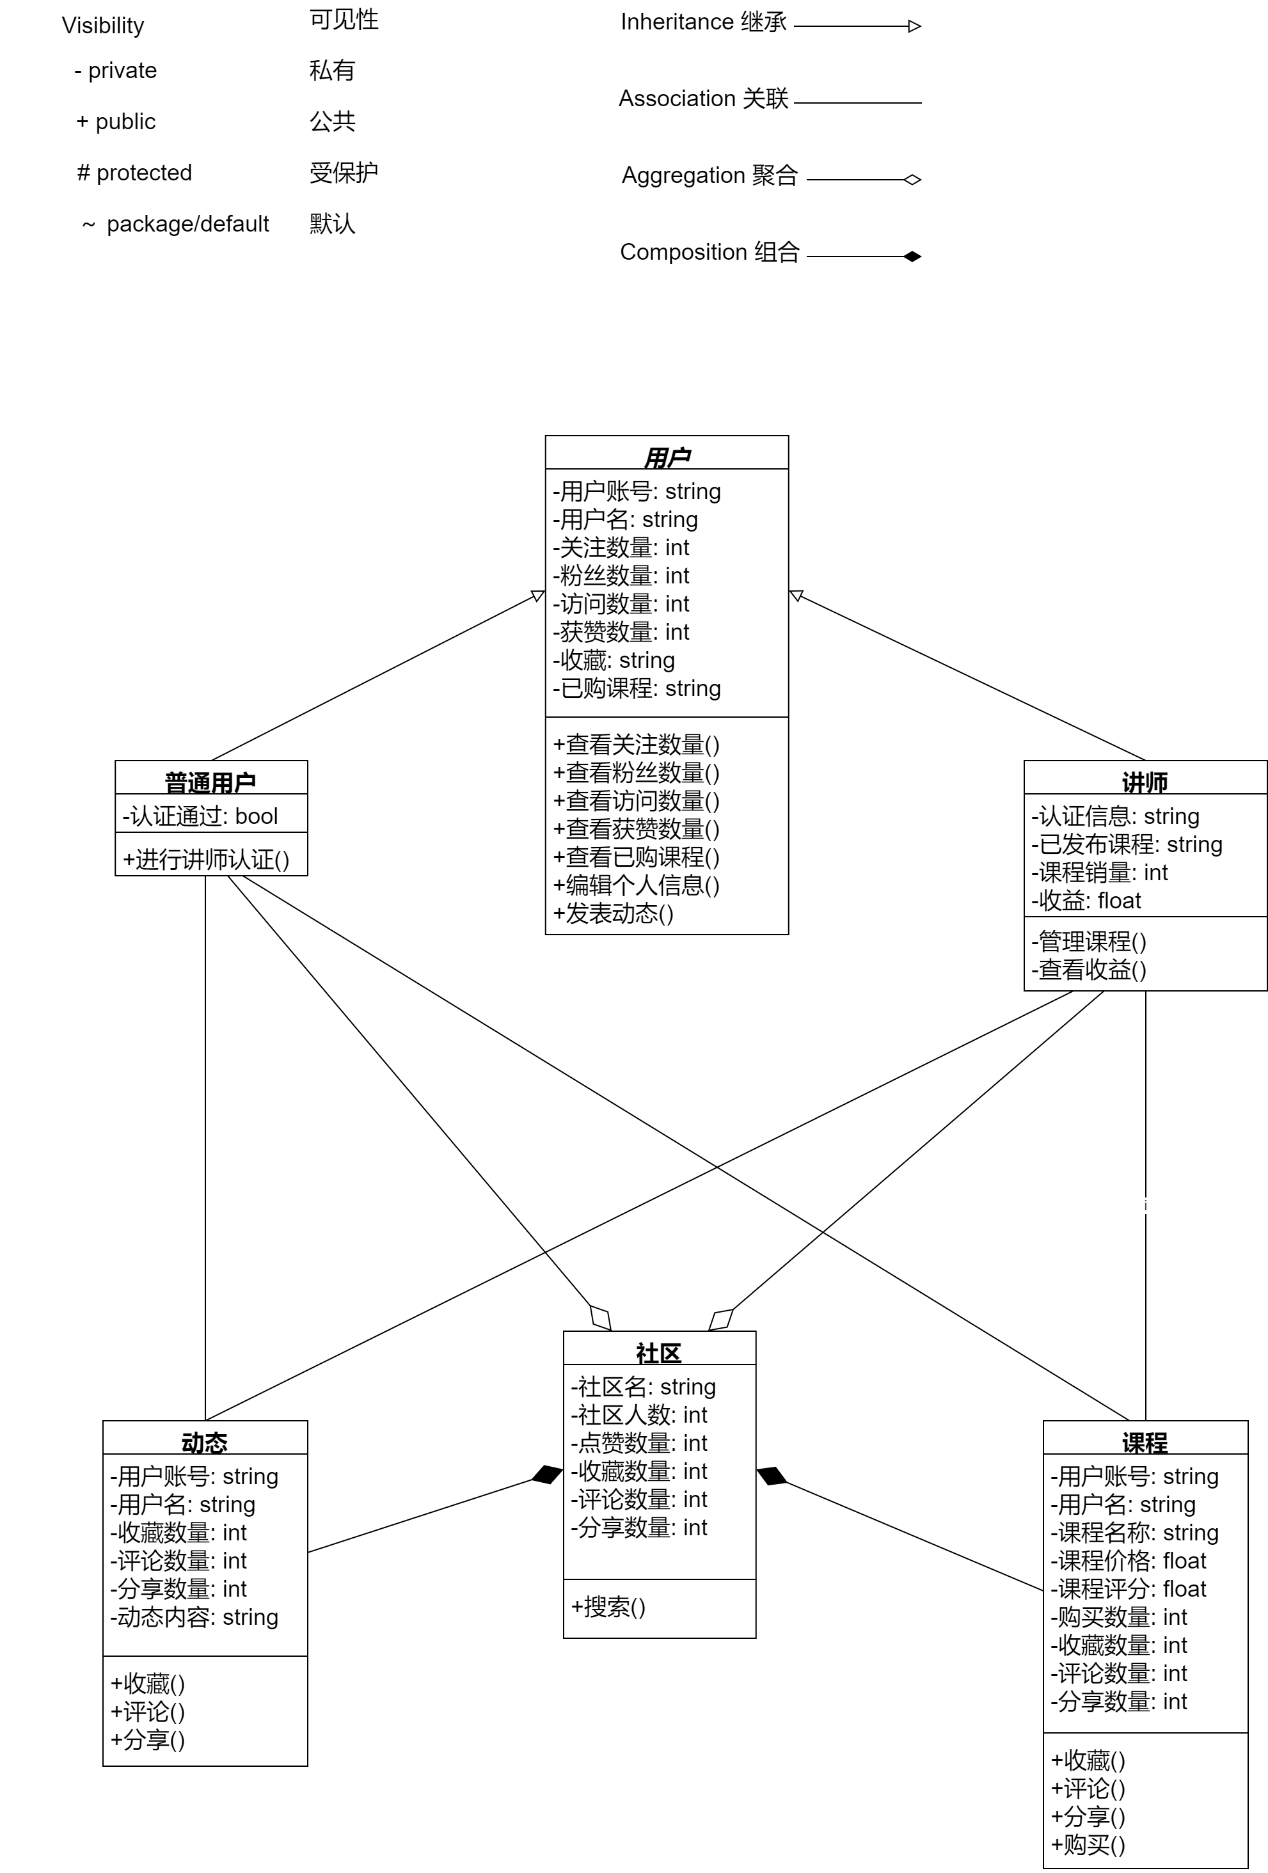 Visibility 可见性
- private 私有
+ public 公共
# protected 受保护
~ package/default 默认
Inheritance 继承
Association 关联
Aggregation 聚合
Composition 组合
用户
-用户账号: string
-用户名: string
-关注数量: int
-粉丝数量: int
-访问数量: int
-获赞数量: int
-收藏: string
-已购课程: string
+查看关注数量()
+查看粉丝数量()
+查看访问数量()
+查看获赞数量()
+查看已购课程()
+编辑个人信息()
+发表动态()
普通用户
-认证通过: bool
+进行讲师认证()
讲师
-认证信息: string
-已发布课程: string
-课程销量: int
-收益: float
-管理课程()
-查看收益()
i
社区
-社区名: string
-社区人数: int
-点赞数量: int
-收藏数量: int
-评论数量: int
-分享数量: int
+搜索()
动态
-用户账号: string
-用户名: string
-收藏数量: int
-评论数量: int
-分享数量: int
-动态内容: string
+收藏()
+评论()
+分享()
课程
-用户账号: string
-用户名: string
-课程名称: string
-课程价格: float
-课程评分: float
-购买数量: int
-收藏数量: int
-评论数量: int
-分享数量: int
+收藏()
+评论()
+分享()
+购买()